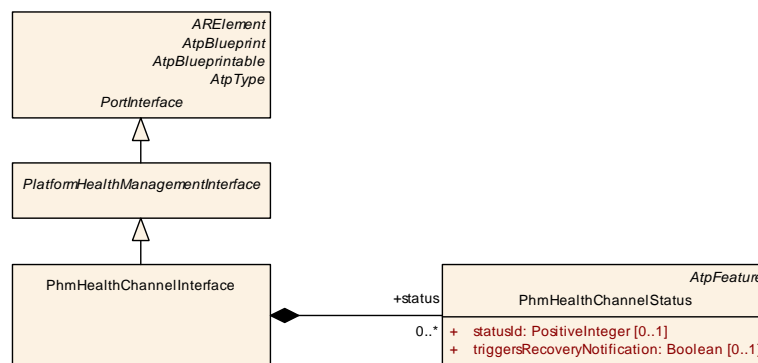 ARElement
AtpBlueprint
AtpBlueprintable
AtpType
PortInterface
PlatformHealthManagementInterface
PhmHealthChannelInterface
+status
0..*
AtpFeature
PhmHealthChannelStatus
+ statusId: PositiveInteger [0..1]
+ triggersRecoveryNotification: Boolean [0..1]